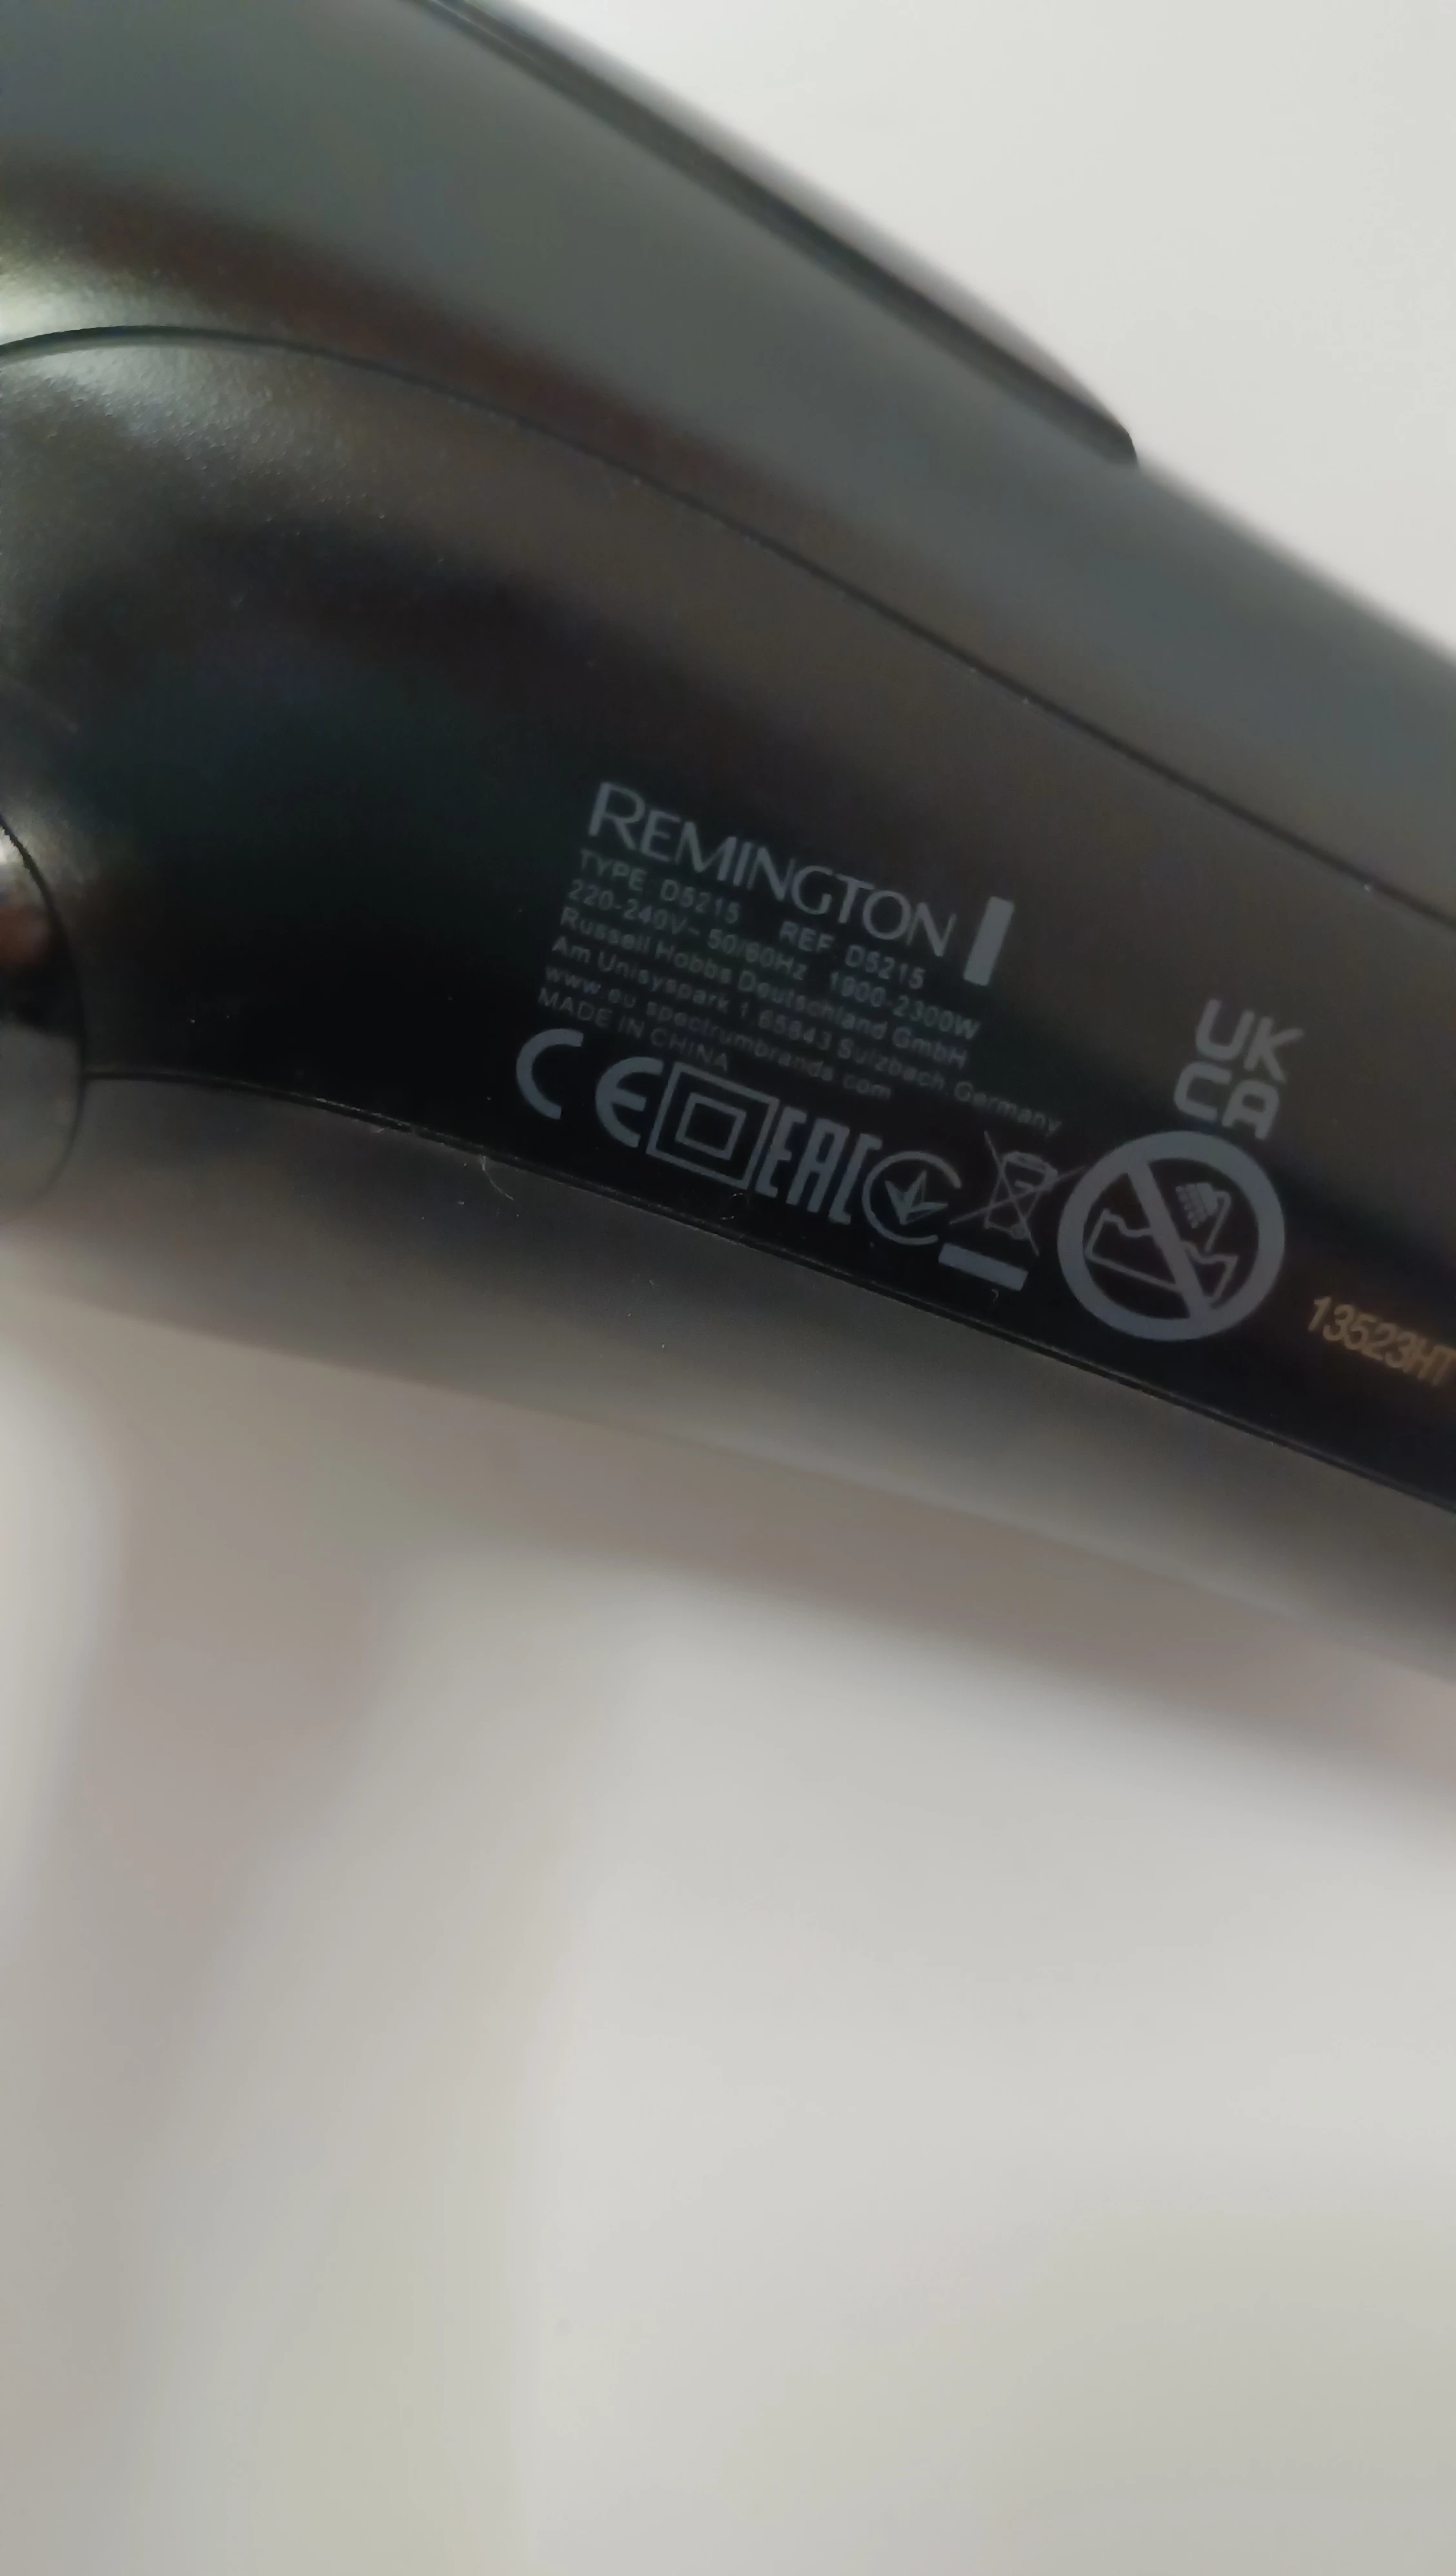 REMINGTON
TYPE D5215 REF. D5215
220-240V~ 50/60Hz 1900-2300W
Russell Hobbs Deutschland GmbH
Am Unisyspark 1 65843 Sulzbach Germany
www.eu.spectrumbrands.com
MADE IN CHINA
UK
CA
CE EAC
13523HT